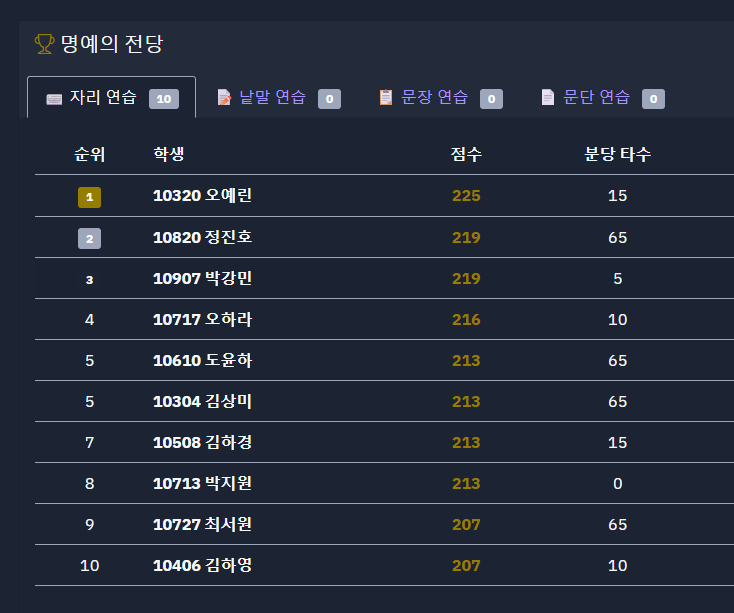 명예의 전당
자리 연습 10 낱말 연습 0 문장 연습 0 문단 연습 0
순위 학생 점수 분당 타수
1 10320 오예린 225 15
2 10820 정진호 219 65
3 10907 박강민 219 5
4 10717 오하라 216 10
5 10610 도윤하 213 65
5 10304 김상미 213 65
7 10508 김하경 213 15
8 10713 박지원 213 0
9 10727 최서원 207 65
10 10406 김하영 207 10